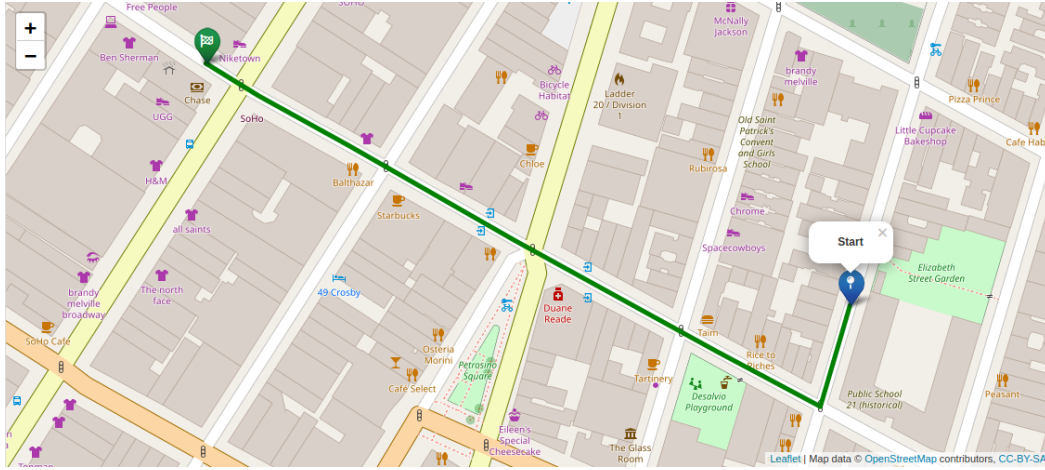 +
−
Free People
SOHO
Ben Sherman
Niketown
Chase
UGG
SoHo
H&M
all saints
The north
face
brandy
melville
broadway
SoHo Cafe
Balthazar
Starbucks
49 Crosby
Osteria
Morini
Café Select
Petrosino
Square
Eileen's
Special
Cheesecake
Bicycle
Habitat
Chloe
Ladder
20 / Division
1
McNally
Jackson
brandy
melville
Old Saint
Patrick's
Convent
and Girls
School
Rubirosa
Chrome
Spacecowboys
Duane
Reade
Taim
Rice to
Riches
Tartinery
Desalvio
Playground
The Glass
Room
Pizza Prince
Little Cupcake
Bakeshop
Cafe Hab
Start
×
Elizabeth
Street Garden
Public School
21 (historical)
Peasant
Leaflet | Map data © OpenStreetMap contributors, CC-BY-SA